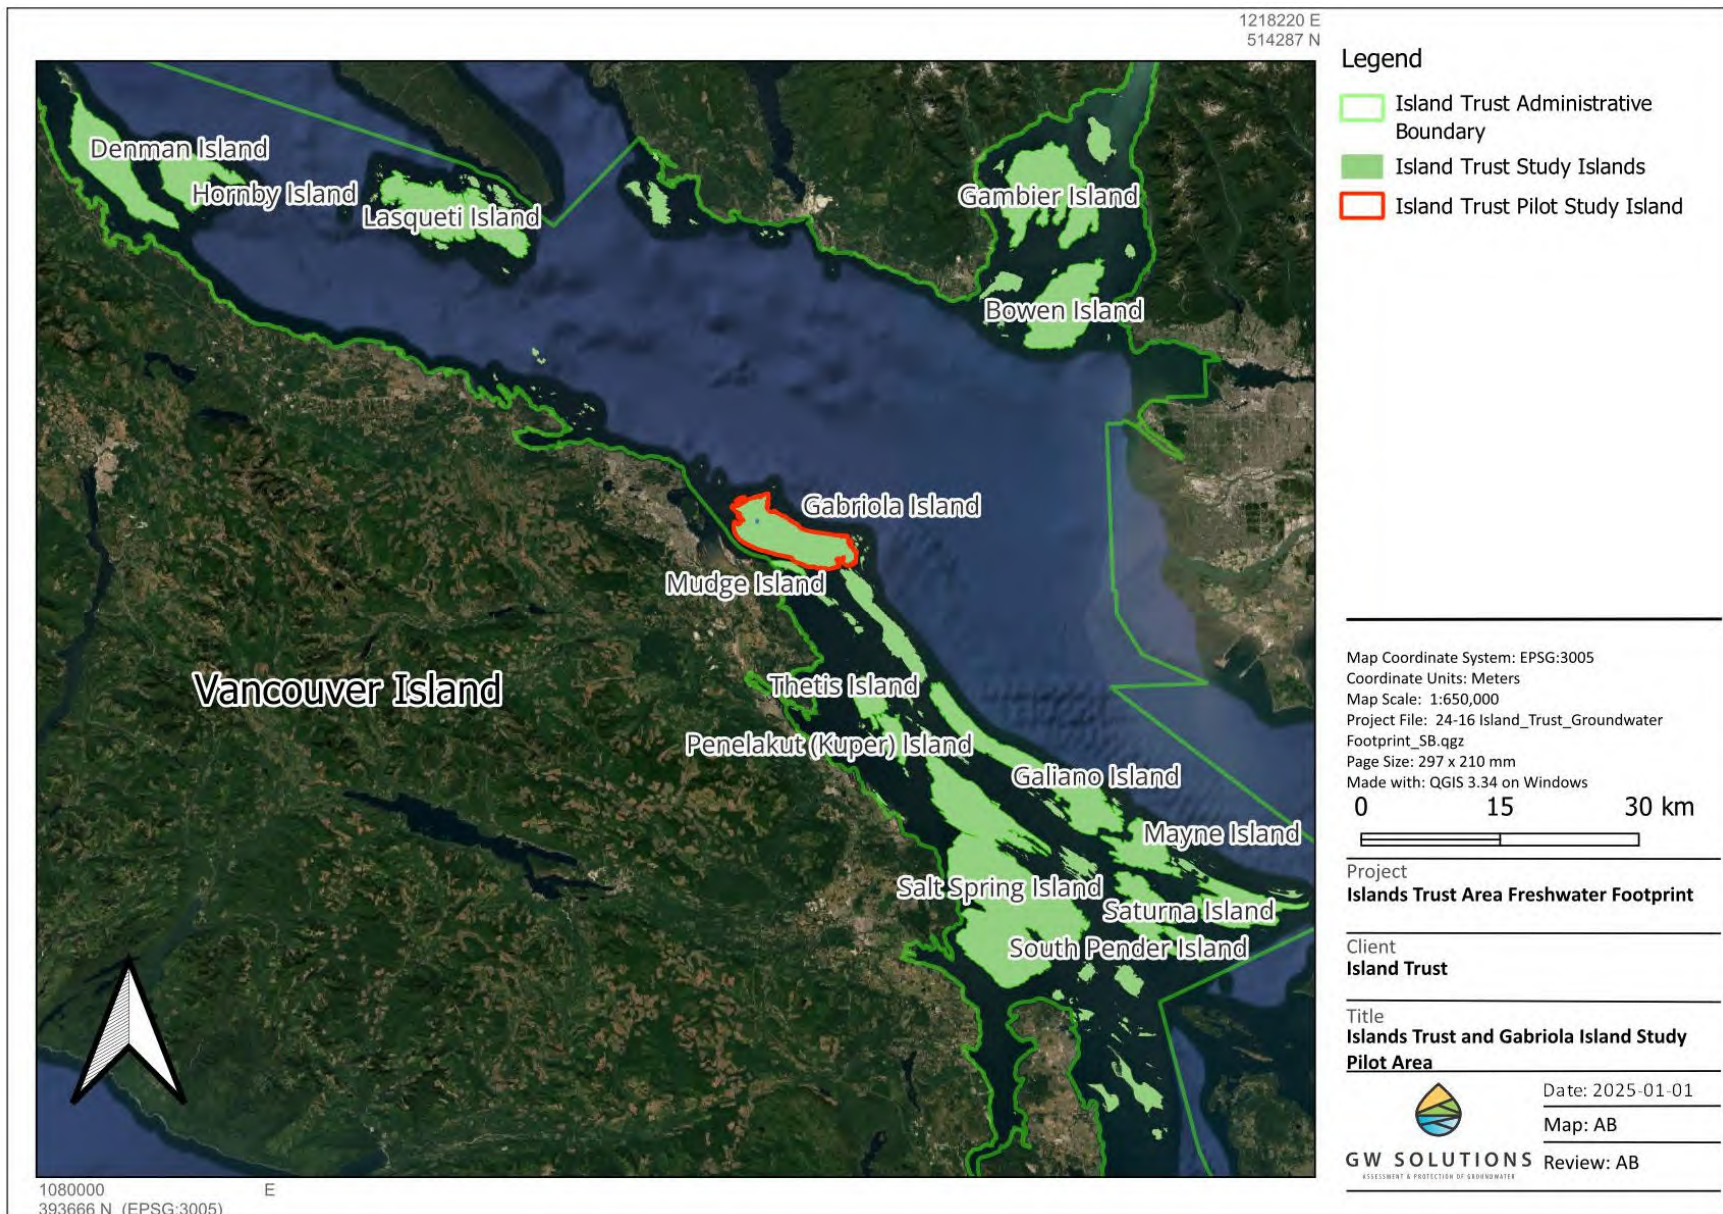 1218220 E
514287 N
Legend
Island Trust Administrative
Boundary
Island Trust Study Islands
Island Trust Pilot Study Island
Denman Island
Hornby Island
Lasqueti Island
Gambier Island
Bowen Island
Gabriola Island
Mudge Island
Vancouver Island
Thetis Island
Penelakut (Kuper) Island
Galiano Island
Mayne Island
Salt Spring Island
Saturna Island
South Pender Island
Map Coordinate System: EPSG:3005
Coordinate Units: Meters
Map Scale: 1:650,000
Project File: 24-16 Island_Trust_Groundwater
Footprint_SB.qgz
Page Size: 297 x 210 mm
Made with: QGIS 3.34 on Windows
0 15 30 km
Project
Islands Trust Area Freshwater Footprint
Client
Island Trust
Title
Islands Trust and Gabriola Island Study
Pilot Area
Date: 2025-01-01
Map: AB
Review: AB
GW SOLUTIONS
ASSESSMENT & PROTECTION OF GROUNDWATER
1080000 E
393666 N (EPSG:3005)